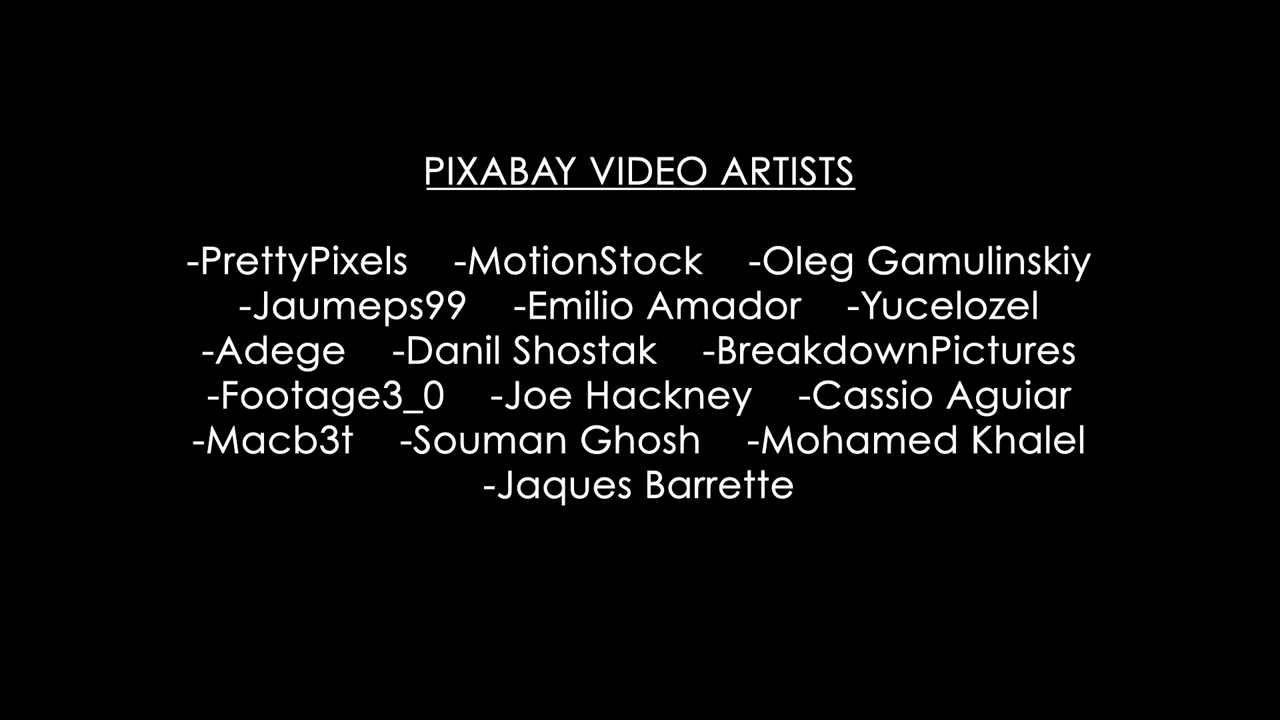 PIXABAY VIDEO ARTISTS
-PrettyPixels -MotionStock -Oleg Gamulinskiy
-Jaumeps99 -Emilio Amador -Yucelozel
-Adege -Danil Shostak -BreakdownPictures
-Footage3_0 -Joe Hackney -Cassio Aguiar
-Macb3t -Souman Ghosh -Mohamed Khalel
-Jaques Barrette